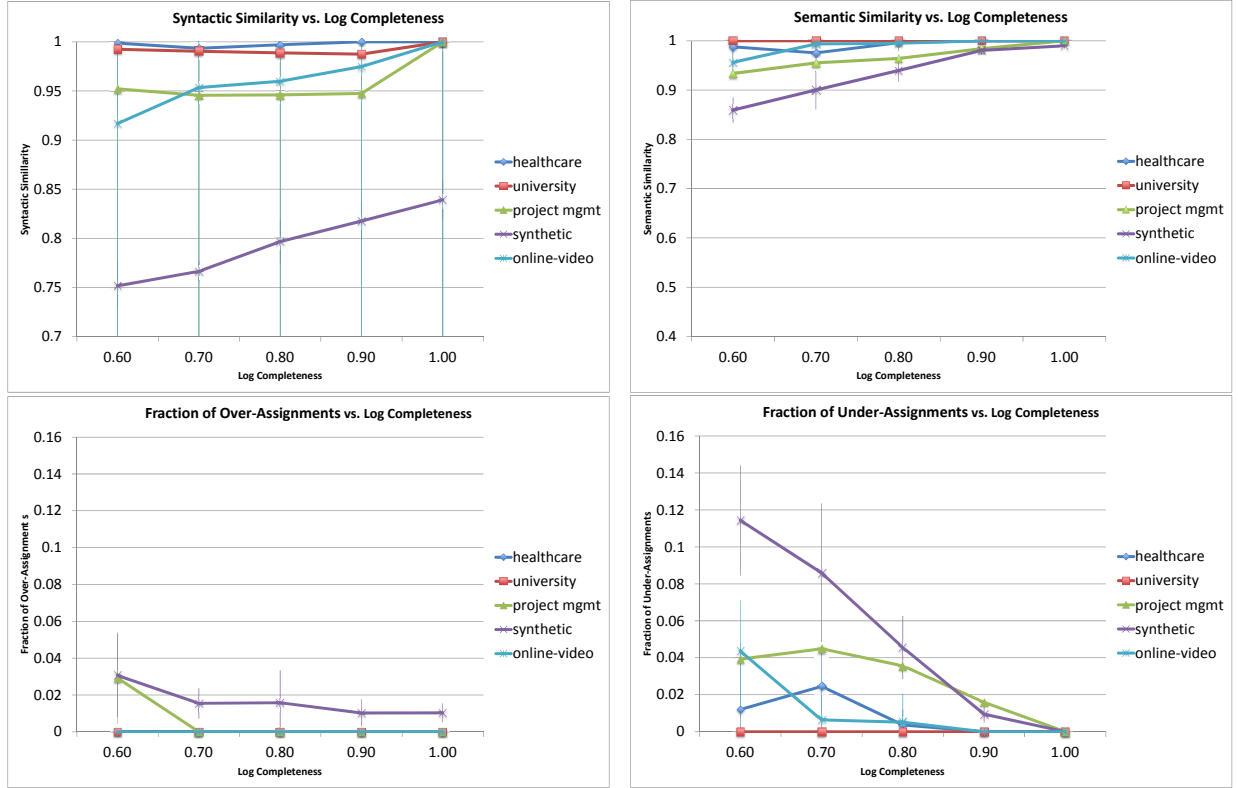 Syntactic Similarity vs. Log Completeness
1
0.95
0.9
0.85
0.8
0.75
0.7
Syntactic Simillarity
0.60 0.70 0.80 0.90 1.00
Log Completeness
healthcare
university
project mgmt
synthetic
online-video
Semantic Similarity vs. Log Completeness
1
0.9
0.8
0.7
0.6
0.5
0.4
Semantic Simillarity
0.60 0.70 0.80 0.90 1.00
Log Completeness
healthcare
university
project mgmt
synthetic
online-video
Fraction of Over-Assignments vs. Log Completeness
0.16
0.14
0.12
0.1
0.08
0.06
0.04
0.02
0
Fraction of Over-Assignment s
0.60 0.70 0.80 0.90 1.00
Log Completeness
healthcare
university
project mgmt
synthetic
online-video
Fraction of Under-Assignments vs. Log Completeness
0.16
0.14
0.12
0.1
0.08
0.06
0.04
0.02
0
Fraction of Under-Assignments
0.60 0.70 0.80 0.90 1.00
Log Completeness
healthcare
university
project mgmt
synthetic
online-video